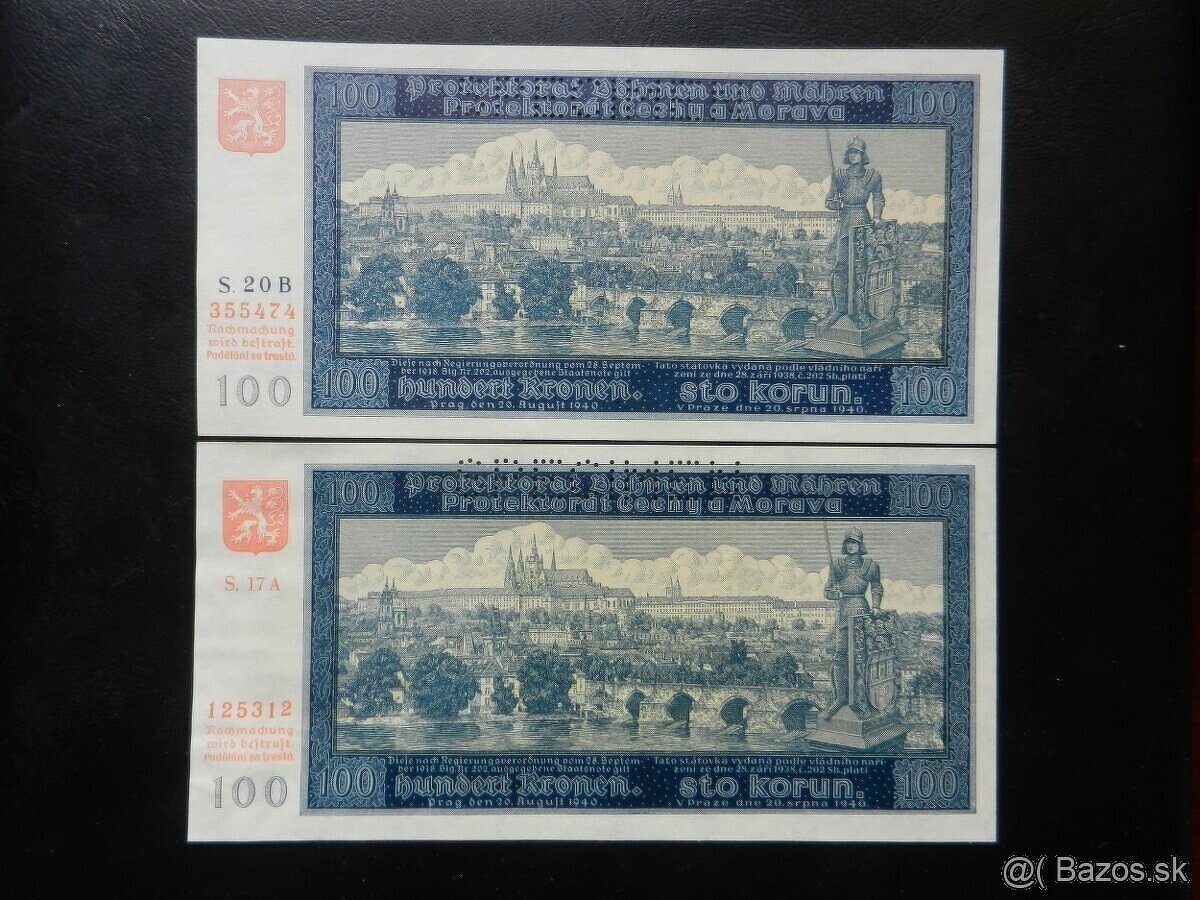 100 Protektorat Böhmen und Mähren 100
Protektorát Čechy a Morava
S. 20 B
355474
Nachmachung
wird bestraft.
Padělání se trestá.
100
Diese nach Regierungsverordnung vom 28. Septem-
ber 1918 Slg. Nr. 202, ausgegebene Staatsnote gilt
100 hundert Kronen.
Prag, den 20. August 1940.
Tato státovka vydaná podle vládního naří-
zení ze dne 28. září 1938, č. 202 Sb. platí
sto korun. 100
V Praze dne 20. srpna 1940.
100 Protektorat Böhmen und Mähren 100
Protektorát Čechy a Morava
S. 17 A
125312
Nachmachung
wird bestraft.
Padělání se trestá.
100
Diese nach Regierungsverordnung vom 28. Septem-
ber 1918 Slg. Nr. 202, ausgegebene Staatsnote gilt
100 hundert Kronen.
Prag, den 20. August 1940.
Tato státovka vydaná podle vládního naří-
zení ze dne 28. září 1938, č. 202 Sb. platí
sto korun. 100
V Praze dne 20. srpna 1940.
@( Bazos.sk